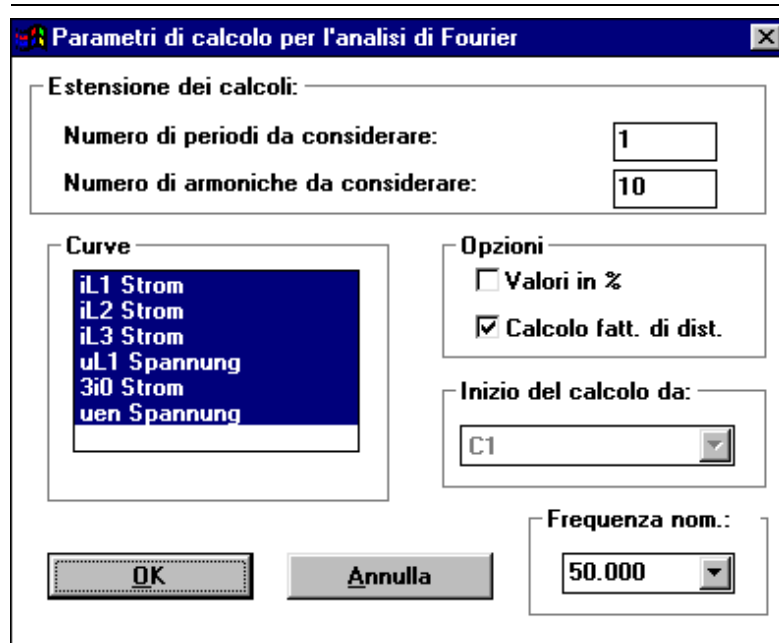 Parametri di calcolo per l'analisi di Fourier
Estensione dei calcoli:
Numero di periodi da considerare:
1
Numero di armoniche da considerare:
10
Curve
iL1 Strom
iL2 Strom
iL3 Strom
uL1 Spannung
3i0 Strom
uen Spannung
Opzioni
Valori in %
Calcolo fatt. di dist.
Inizio del calcolo da:
C1
Frequenza nom.:
50.000
OK
Annulla